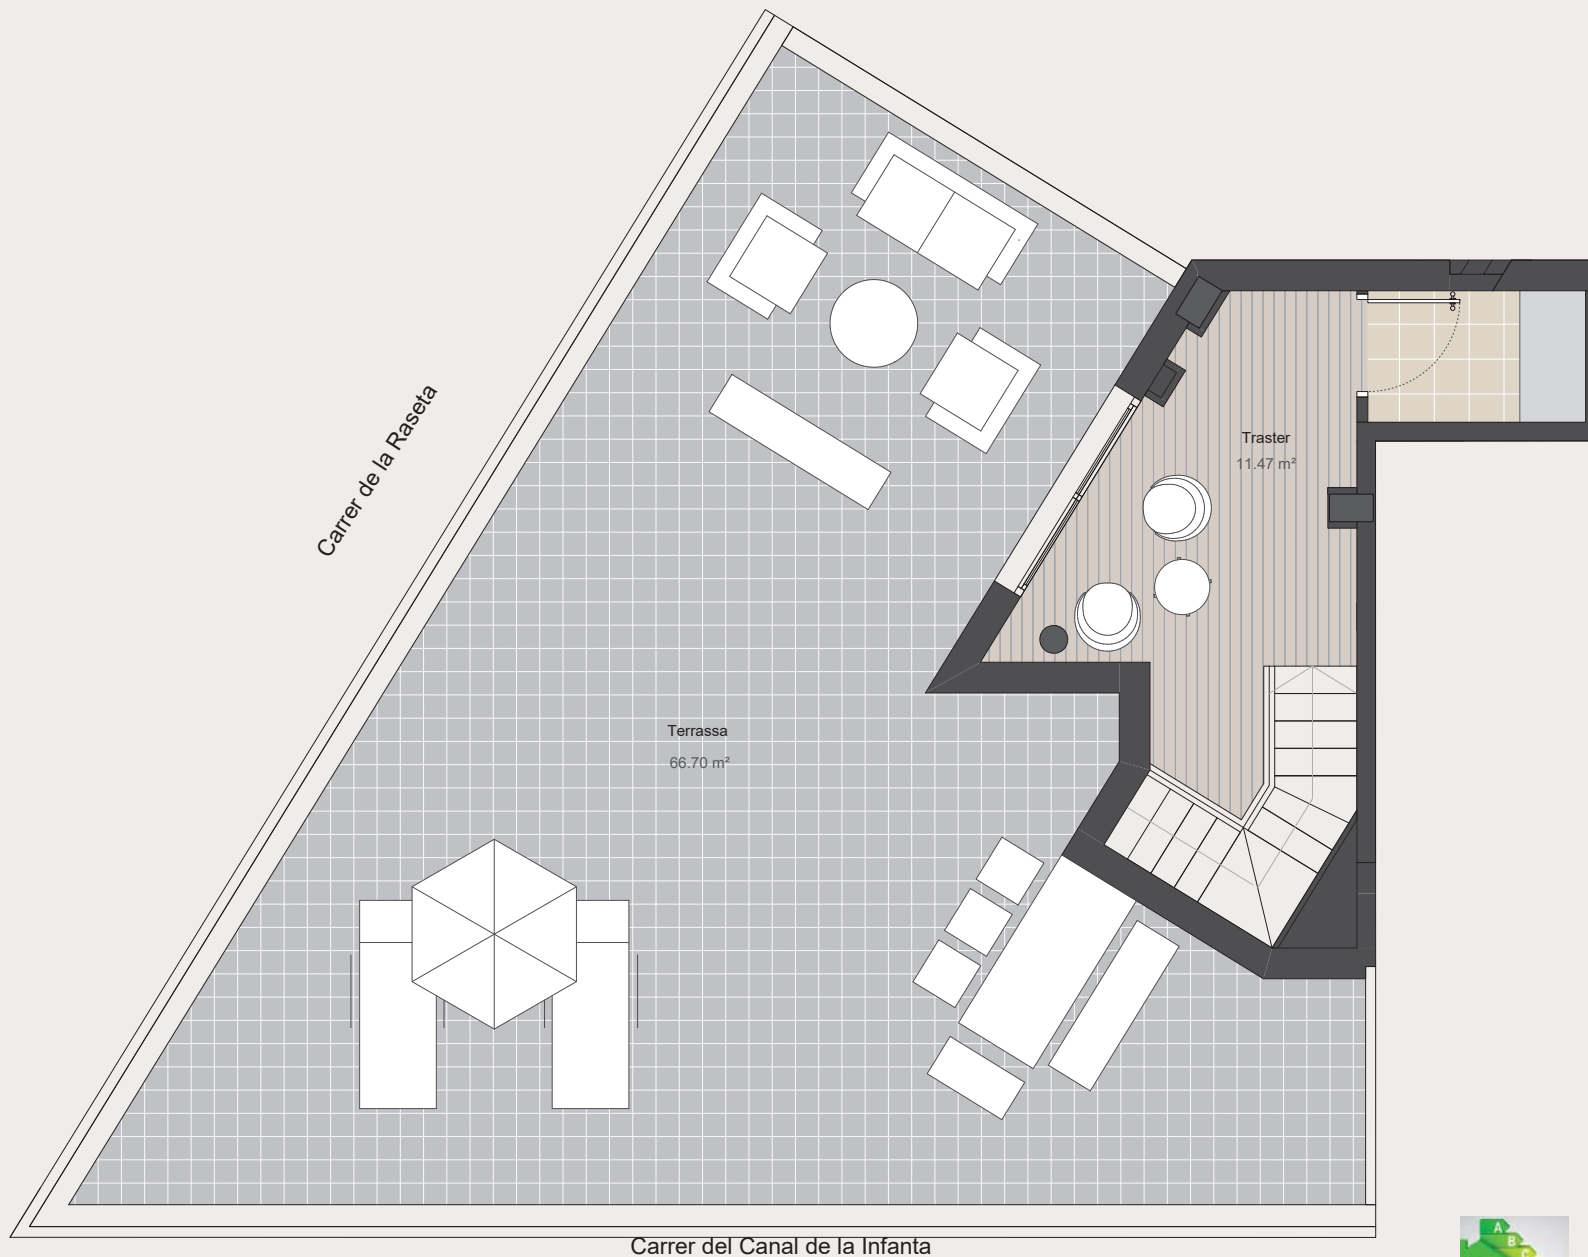 Carrer de la Raseta
Traster
11.47 m²
Terrassa
66.70 m²
Carrer del Canal de la Infanta
A
B
C